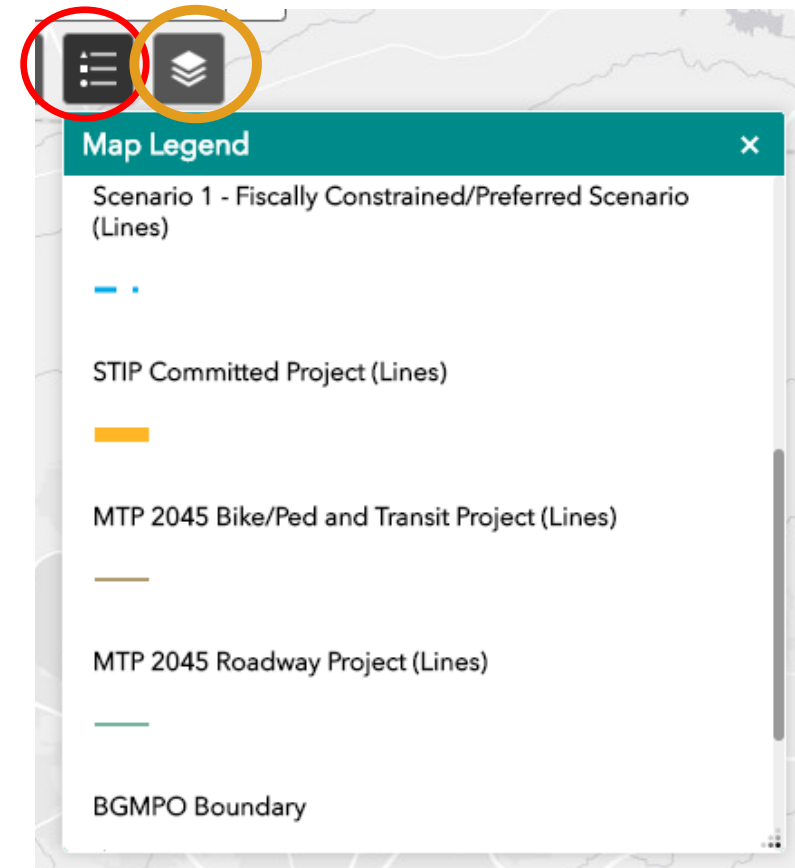 Map Legend
Scenario 1 - Fiscally Constrained/Preferred Scenario
(Lines)
STIP Committed Project (Lines)
MTP 2045 Bike/Ped and Transit Project (Lines)
MTP 2045 Roadway Project (Lines)
BGMPO Boundary